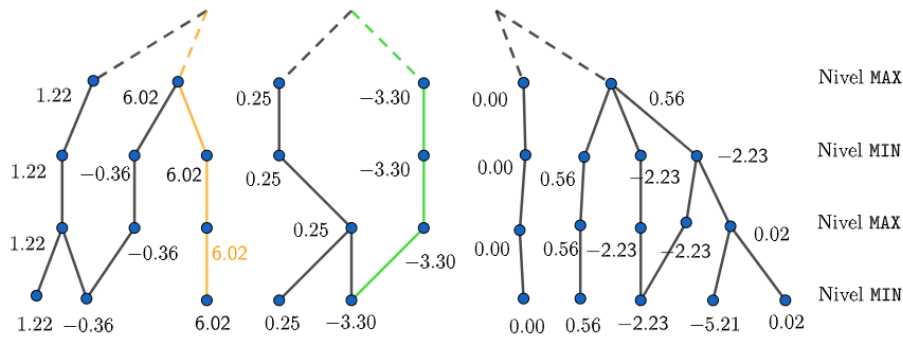 1.22 6.02 0.25 −3.30 0.00 0.56 Nivel MAX
1.22 −0.36 6.02 0.25 −3.30 0.00 0.56 −2.23 −2.23 Nivel MIN
1.22 −0.36 6.02 0.25 −3.30 0.00 0.56 −2.23 −2.23 0.02 Nivel MAX
1.22 −0.36 6.02 0.25 −3.30 0.00 0.56 −2.23 −5.21 0.02 Nivel MIN